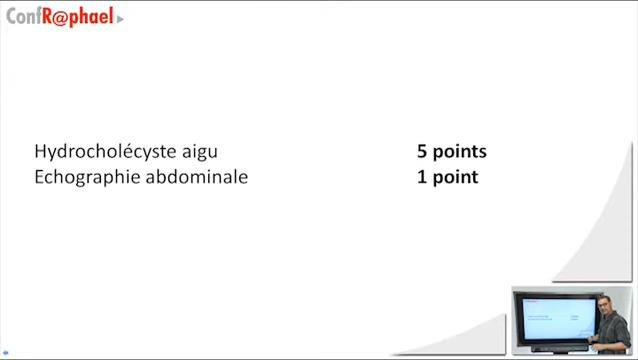 ConfR@phael
Hydrocholécyste aigu 5 points
Echographie abdominale 1 point